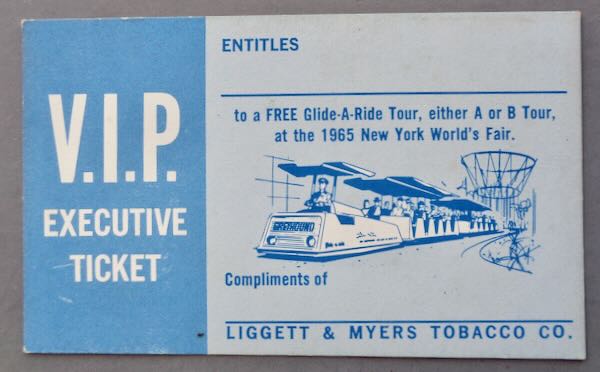 V.I.P.
EXECUTIVE
TICKET
ENTITLES
to a FREE Glide-A-Ride Tour, either A or B Tour,
at the 1965 New York World's Fair.
GREYHOUND
Compliments of
LIGGETT & MYERS TOBACCO CO.